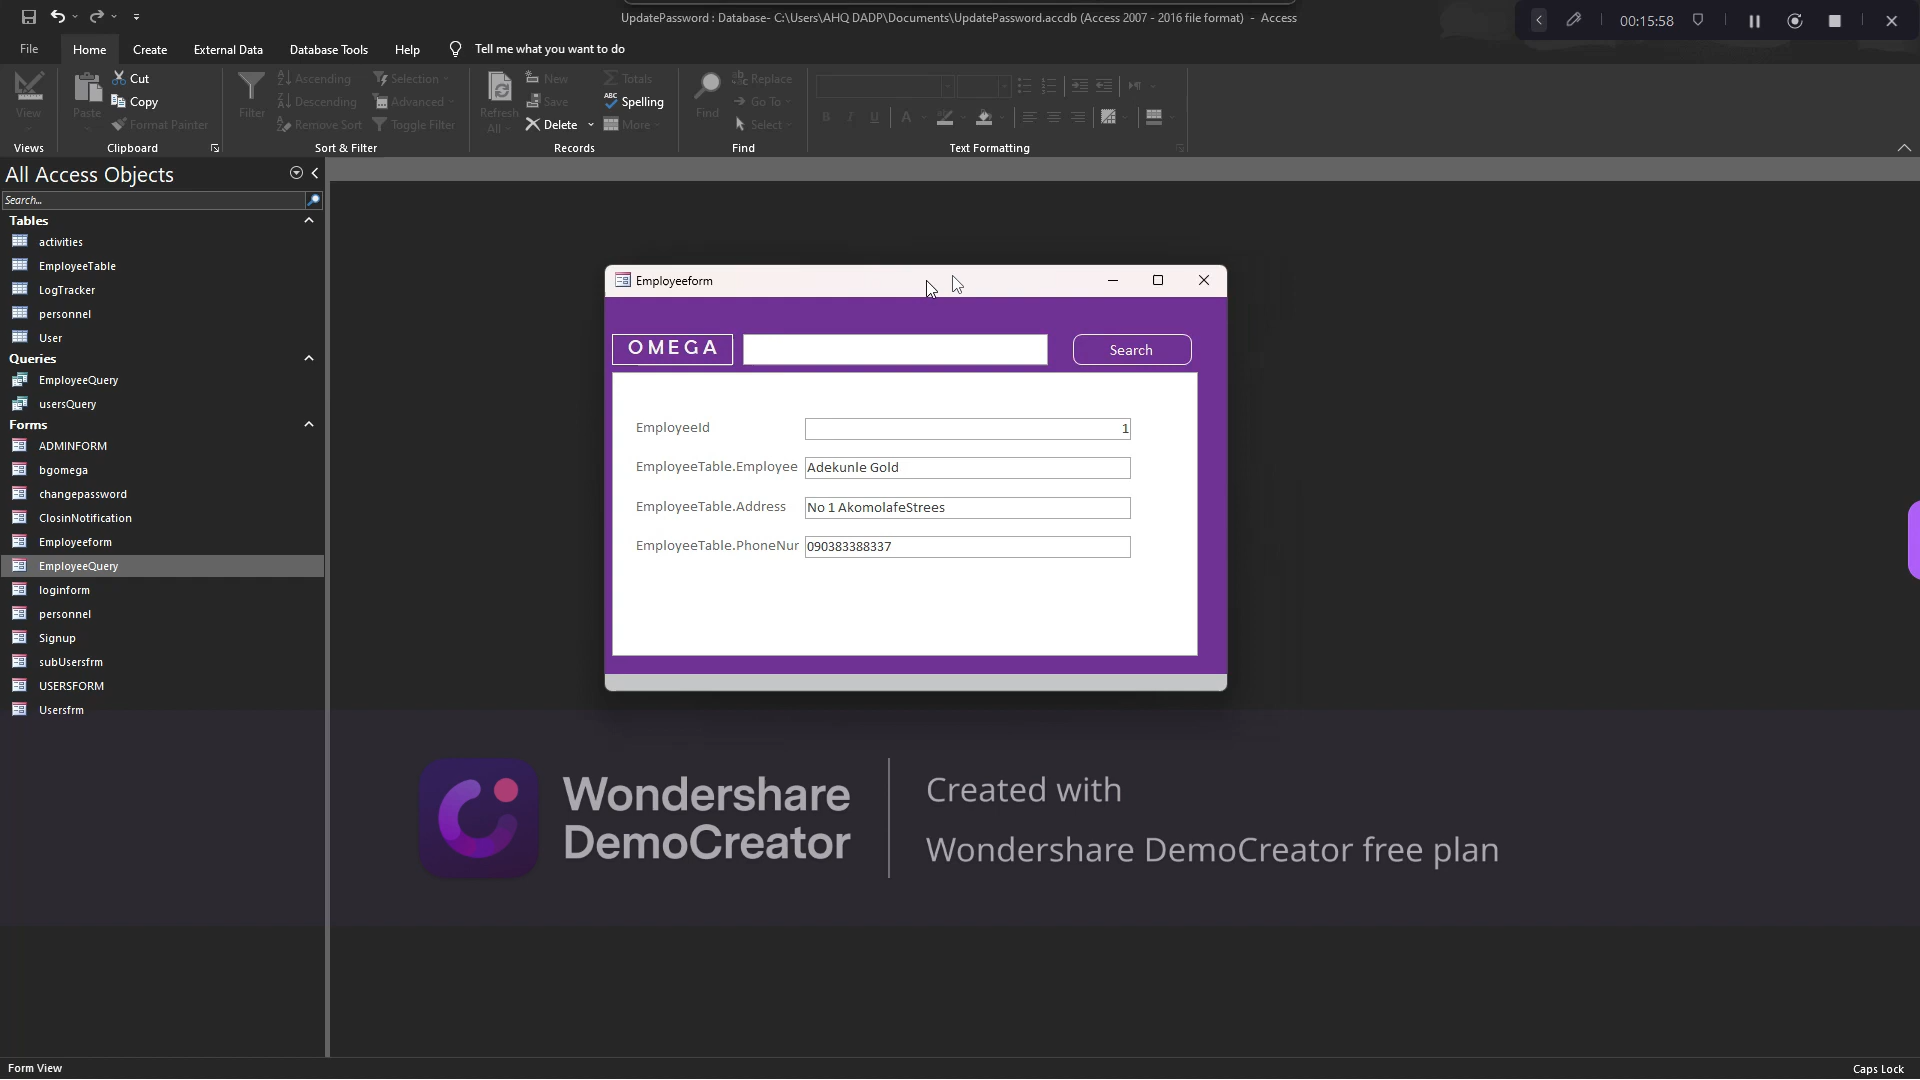 UpdatePassword : Database- C:\Users\AHQ DADP\Documents\UpdatePassword.accdb (Access 2007 - 2016 file format) - Access
00:15:58
File Home Create External Data Database Tools Help Tell me what you want to do
View
Views
Paste
Cut
Copy
Format Painter
Clipboard
Filter
Ascending
Descending
Remove Sort
Selection
Advanced
Toggle Filter
Sort & Filter
Refresh
All
New
Save
Delete
Totals
Spelling
More
Records
Find
Replace
Go To
Select
Find
Text Formatting
All Access Objects
Search...
Tables
activities
EmployeeTable
LogTracker
personnel
User
Queries
EmployeeQuery
usersQuery
Forms
ADMINFORM
bgomega
changepassword
ClosinNotification
Employeeform
EmployeeQuery
loginform
personnel
Signup
subUsersfrm
USERSFORM
Usersfrm
Employeeform
OMEGA
Search
EmployeeId 1
EmployeeTable.Employee Adekunle Gold
EmployeeTable.Address No 1 AkomolafeStrees
EmployeeTable.PhoneNur 090383388337
Wondershare
DemoCreator
Created with
Wondershare DemoCreator free plan
Form View
Caps Lock